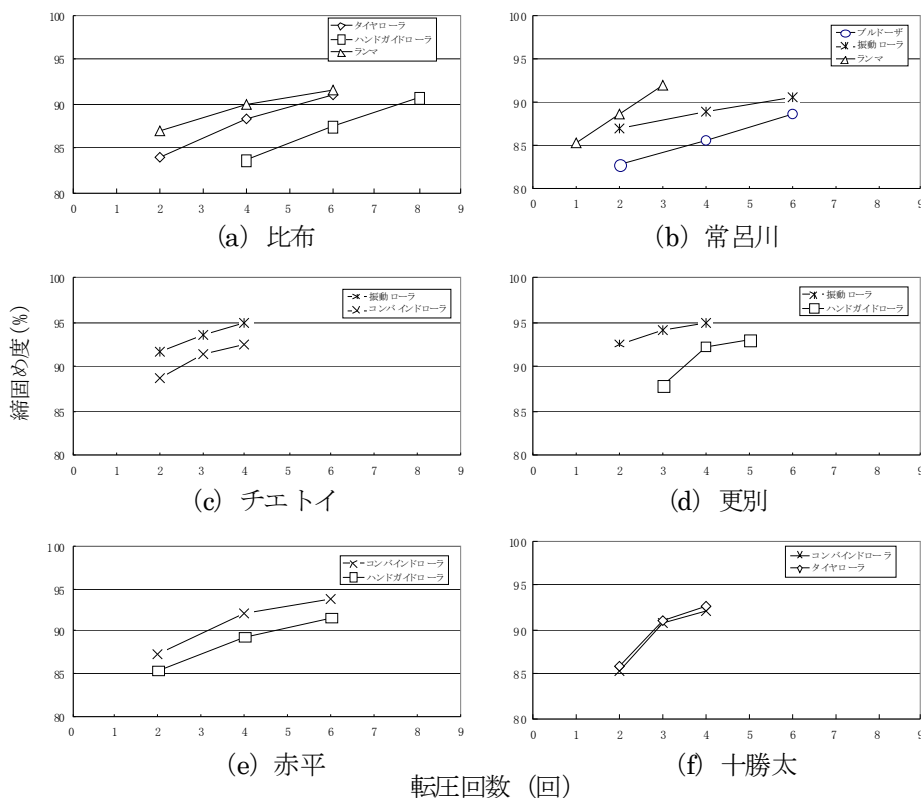 100
95
90
85
80
0 1 2 3 4 5 6 7 8 9
タイヤローラ
ハンドガイドローラ
ランマ
(a) 比布
100
95
90
85
80
0 1 2 3 4 5 6 7 8 9
ブルドーザ
振動ローラ
ランマ
(b) 常呂川
締固め度(%)
100
95
90
85
80
0 1 2 3 4 5 6 7 8 9
振動ローラ
コンバインドローラ
(c) チエトイ
100
95
90
85
80
0 1 2 3 4 5 6 7 8 9
振動ローラ
ハンドガイドローラ
(d) 更別
100
95
90
85
80
0 1 2 3 4 5 6 7 8 9
コンバインドローラ
ハンドガイドローラ
(e) 赤平
100
95
90
85
80
0 1 2 3 4 5 6 7 8 9
コンバインドローラ
タイヤローラ
(f) 十勝太
転圧回数 (回)